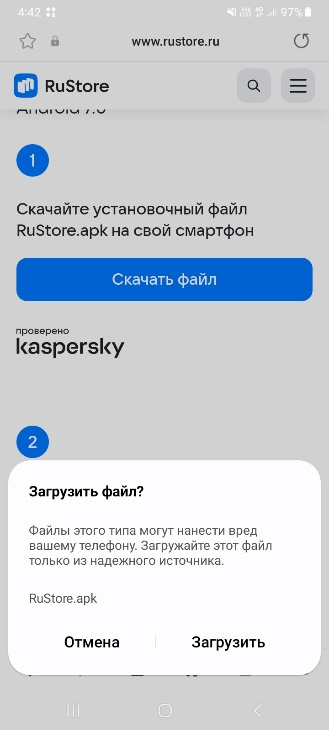 4:42
97%
www.rustore.ru
RuStore
Android 7.0
1
Скачайте установочный файл
RuStore.apk на свой смартфон
Скачать файл
проверено
kaspersky
2
Загрузить файл?
Файлы этого типа могут нанести вред
вашему телефону. Загружайте этот файл
только из надежного источника.
RuStore.apk
Отмена
Загрузить